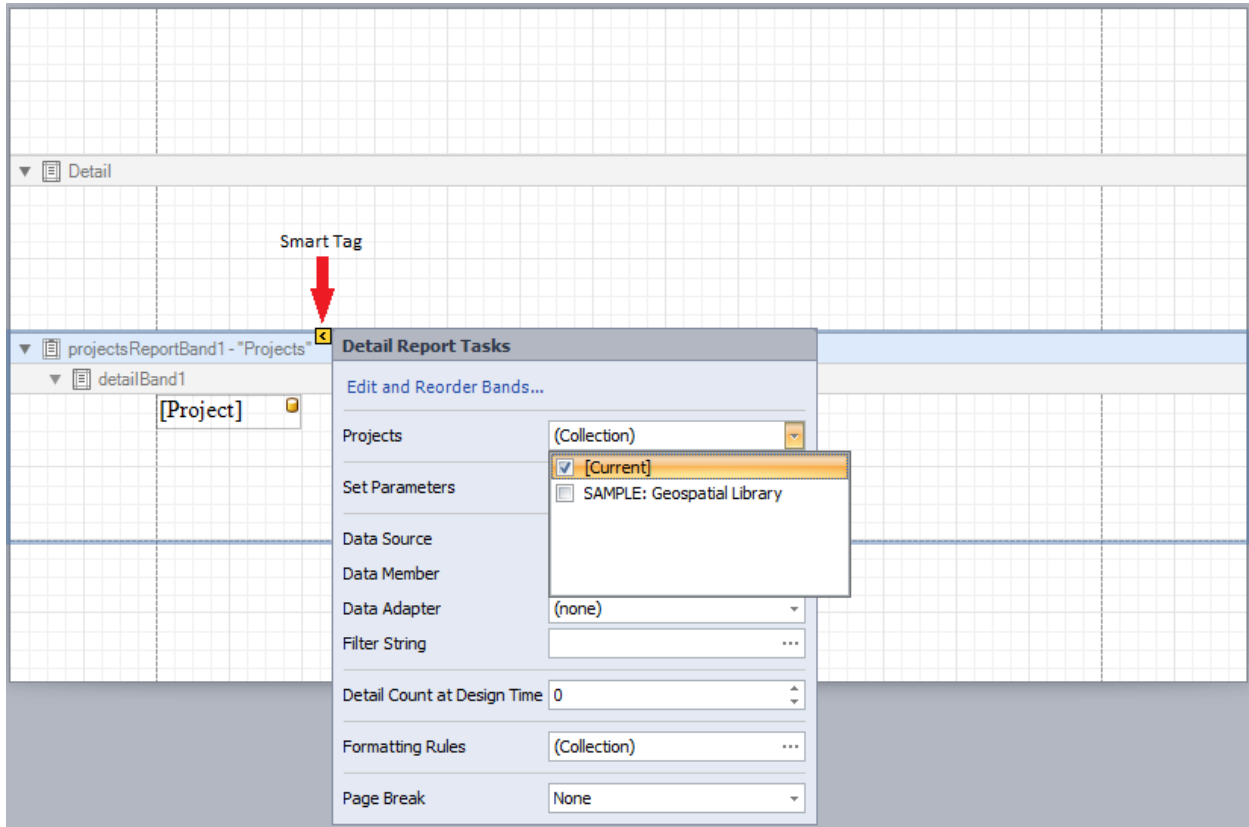 Detail
Smart Tag
projectsReportBand1 - "Projects"
Detail Report Tasks
detailBand1
Edit and Reorder Bands...
[Project]
Projects (Collection)
[Current]
Set Parameters
SAMPLE: Geospatial Library
Data Source
Data Member
Data Adapter (none)
Filter String ...
Detail Count at Design Time 0
Formatting Rules (Collection) ...
Page Break None